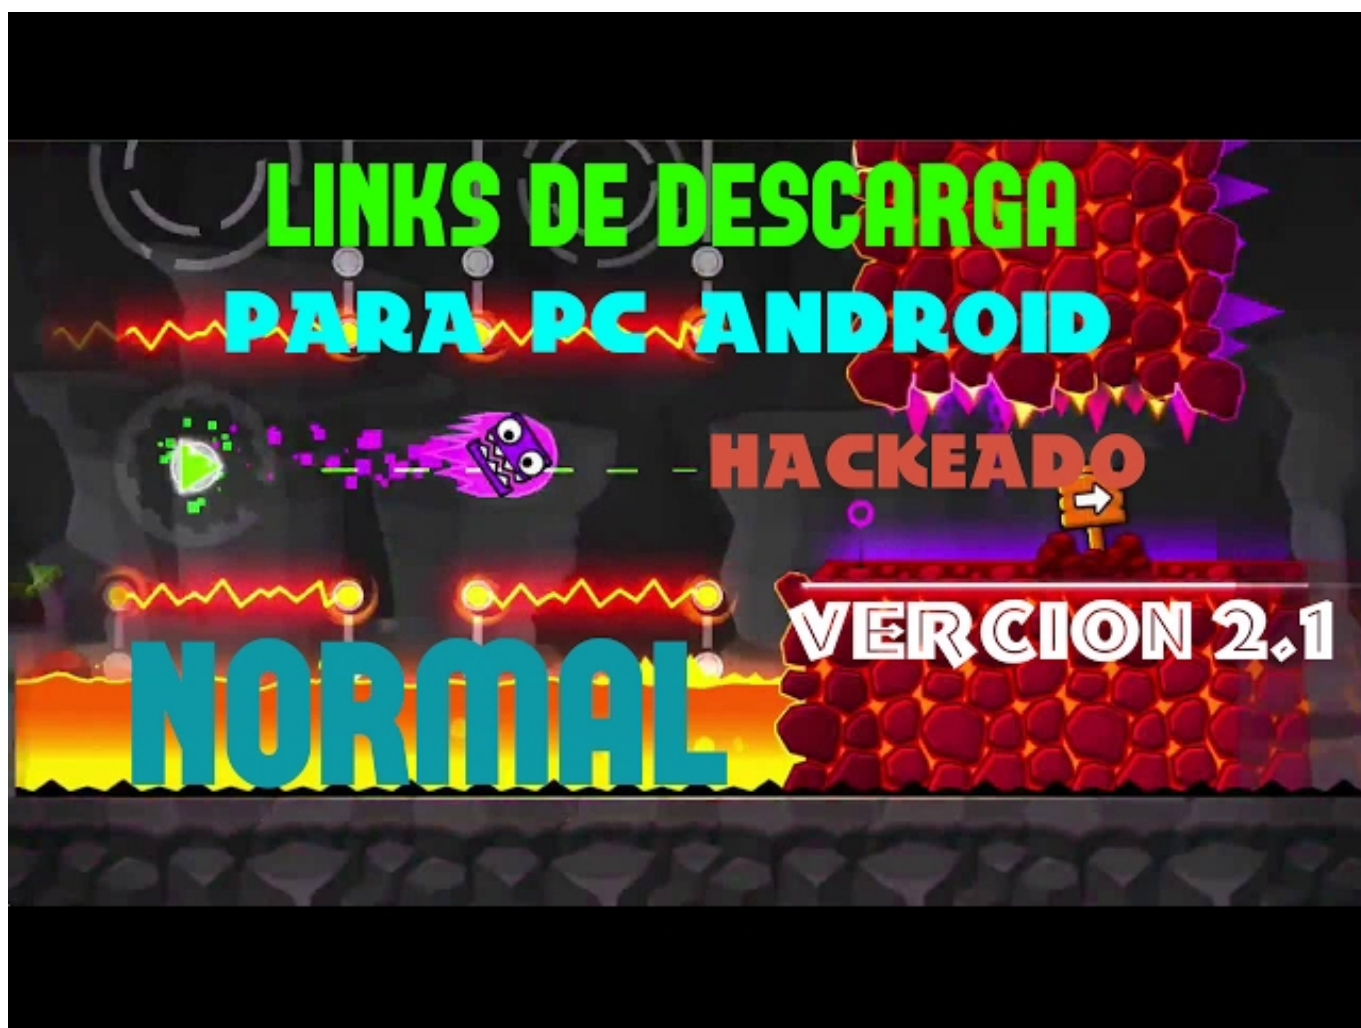 LINKS DE DESCARGA
PARA PC ANDROID
HACKEADO
VERCION 2.1
NORMAL